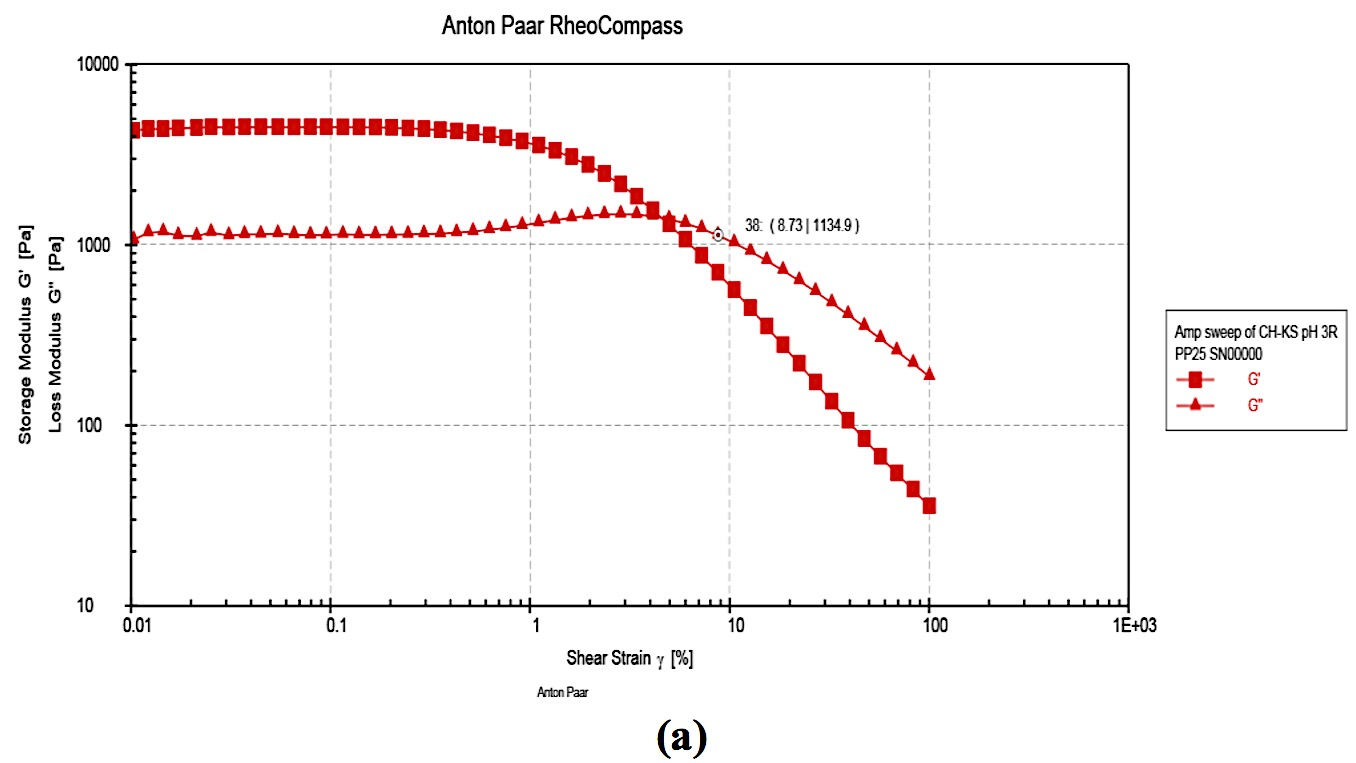 Anton Paar RheoCompass
10000
1000
100
10
Storage Modulus G' [Pa]
Loss Modulus G" [Pa]
38: ( 8.73 | 1134.9 )
0.01 0.1 1 10 100 1E+03
Shear Strain γ [%]
Anton Paar
Amp sweep of CH-KS pH 3R
PP25 SN00000
G'
G"
(a)